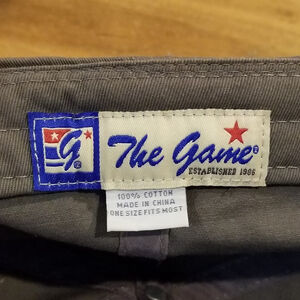 G
The Game
ESTABLISHED 1986
100% COTTON
MADE IN CHINA
ONE SIZE FITS MOST